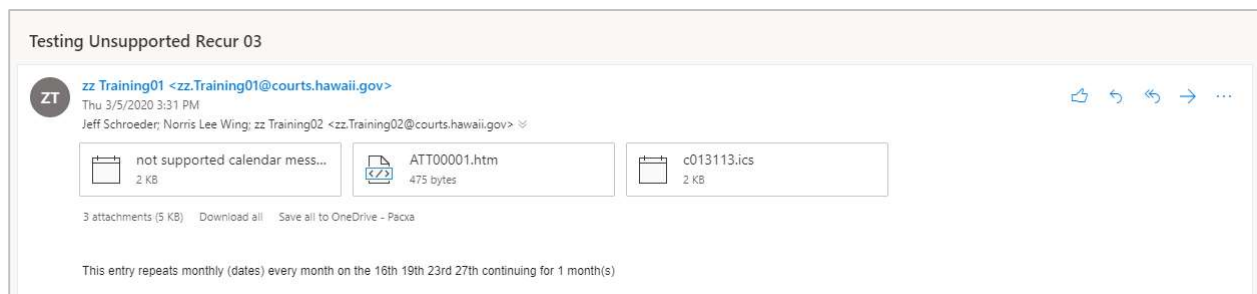 Testing Unsupported Recur 03
ZT
zz Training01 <zz.Training01@courts.hawaii.gov>
Thu 3/5/2020 3:31 PM
Jeff Schroeder; Norris Lee Wing; zz Training02 <zz.Training02@courts.hawaii.gov>
not supported calendar mess... ATT00001.htm c013113.ics
2 KB 475 bytes 2 KB
3 attachments (5 KB) Download all Save all to OneDrive - Pacxa
This entry repeats monthly (dates) every month on the 16th 19th 23rd 27th continuing for 1 month(s)